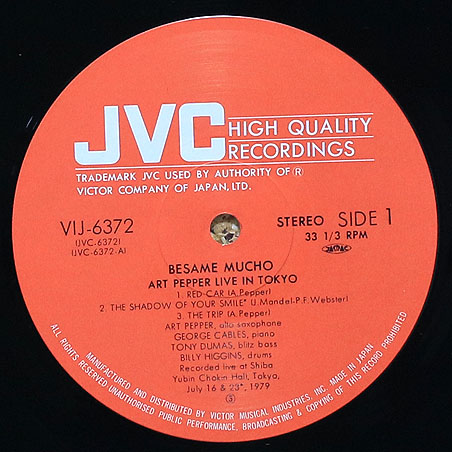 JVC HIGH QUALITY
RECORDINGS
TRADEMARK JVC USED BY AUTHORITY OF (R)
VICTOR COMPANY OF JAPAN, LTD.
VIJ-6372
(JVC-6372)
(JVC-6372-A)
STEREO SIDE 1
33 1/3 RPM
JASRAC
BESAME MUCHO
ART PEPPER LIVE IN TOKYO
1. RED-CAR (A.Pepper)
2. THE SHADOW OF YOUR SMILE* (J.Mandel-P.F.Webster)
3. THE TRIP (A.Pepper)
ART PEPPER, alto saxophone
GEORGE CABLES, piano
TONY DUMAS, blitz bass
BILLY HIGGINS, drums
Recorded live at Shiba
Yubin Chokin Hall, Tokyo,
July 16 & 23*, 1979
(S)
MANUFACTURED AND DISTRIBUTED BY VICTOR MUSICAL INDUSTRIES, INC. MADE IN JAPAN
ALL RIGHTS RESERVED UNAUTHORISED PUBLIC PERFORMANCE, BROADCASTING & COPYING OF THIS RECORD PROHIBITED